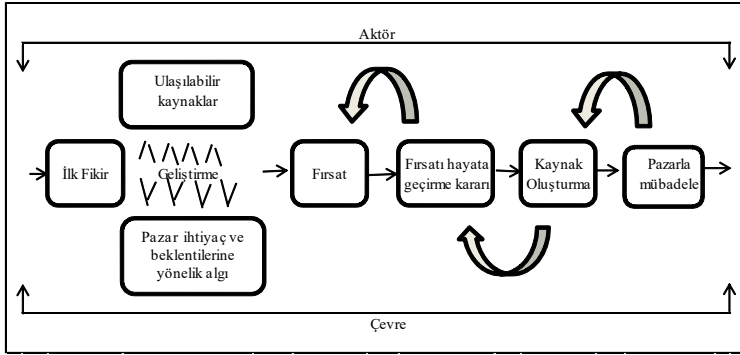 Aktör
Ulaşılabilir
kaynaklar
İlk Fikir
Geliştirme
Pazar ihtiyaç ve
beklentilerine
yönelik algı
Fırsat
Fırsatı hayata
geçirme kararı
Kaynak
Oluşturma
Pazarla
mübadele
Çevre